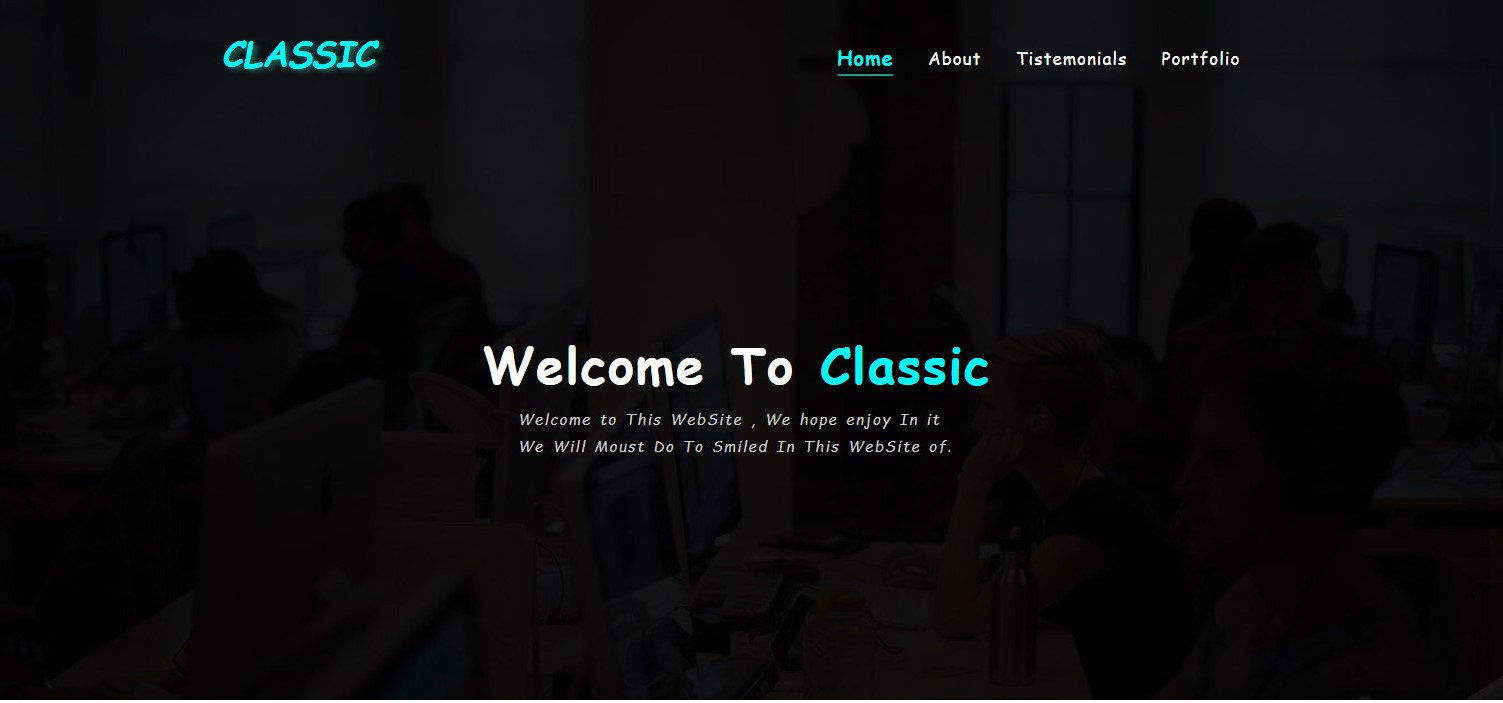 CLASSIC
Home About Tistemonials Portfolio
Welcome To Classic
Welcome to This WebSite , We hope enjoy In it
We Will Moust Do To Smiled In This WebSite of.